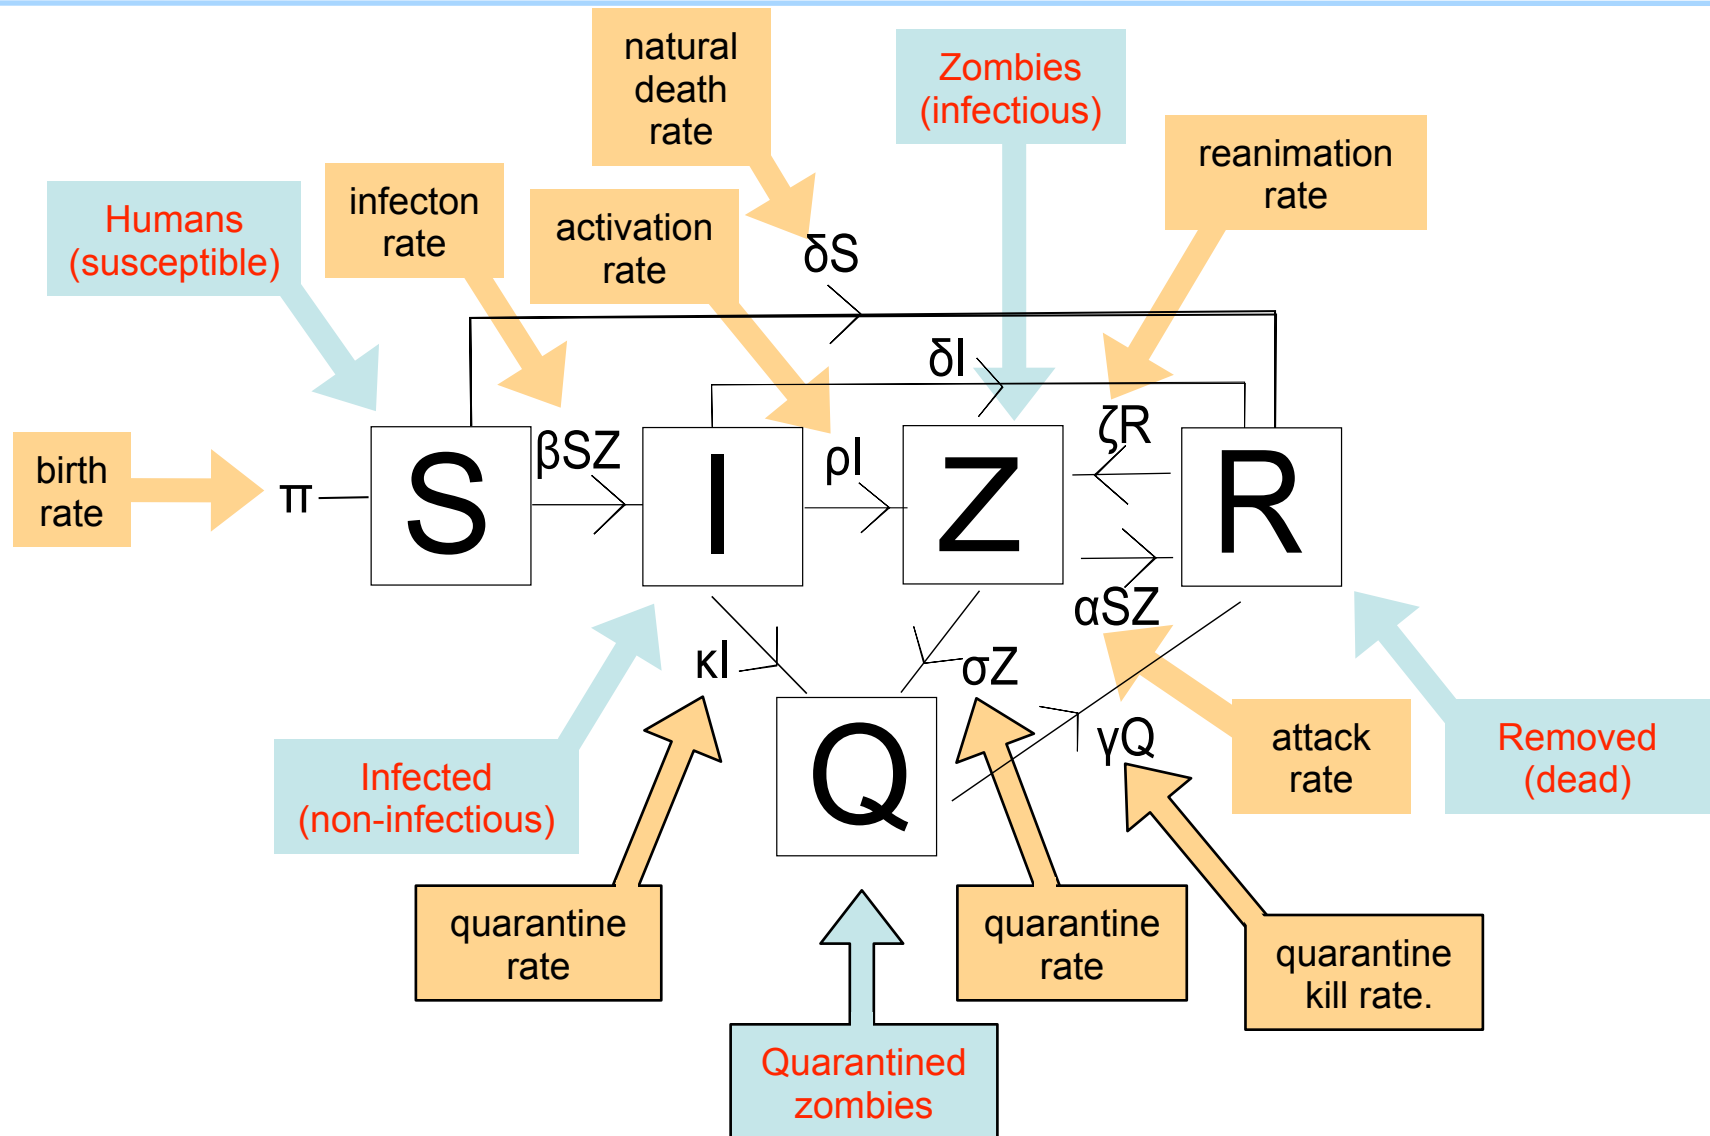 natural
death
rate
Zombies
(infectious)
reanimation
rate
Humans
(susceptible)
infecton
rate
activation
rate
δS
δI
birth
rate
π
S
βSZ
I
ρI
Z
ζR
αSZ
R
κI
σZ
Q
γQ
Infected
(non-infectious)
attack
rate
Removed
(dead)
quarantine
rate
quarantine
rate
quarantine
kill rate.
Quarantined
zombies